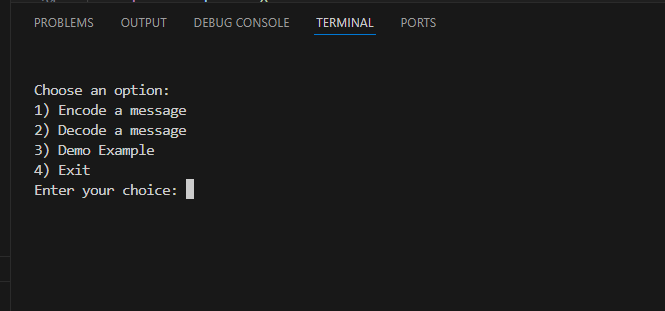 PROBLEMS OUTPUT DEBUG CONSOLE TERMINAL PORTS
Choose an option:
1) Encode a message
2) Decode a message
3) Demo Example
4) Exit
Enter your choice: